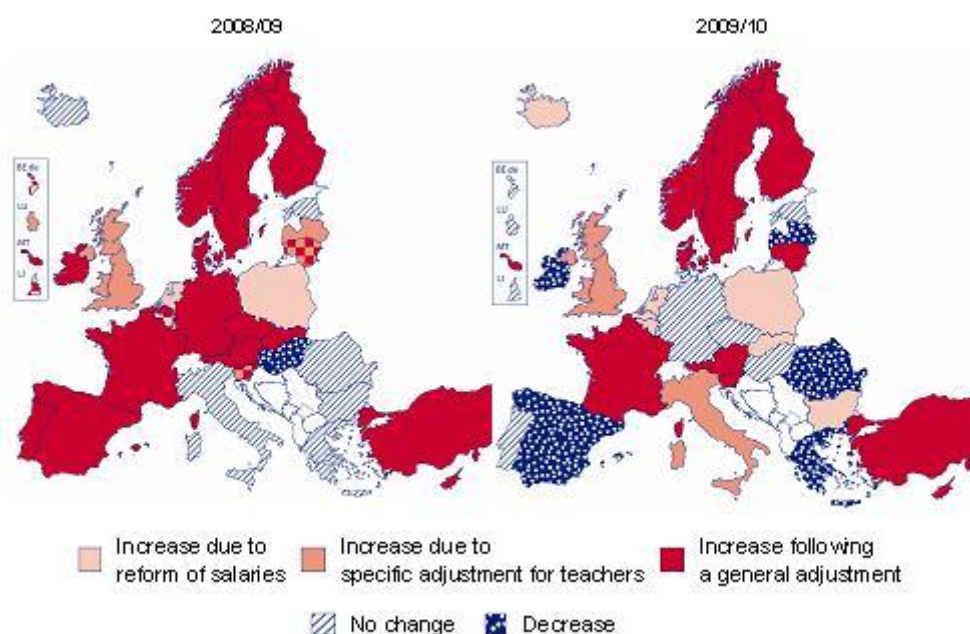 2008/09
2009/10
BE de
LU
MT
LI
BE de
LU
MT
LI
Increase due to
reform of salaries
Increase due to
specific adjustment for teachers
Increase following
a general adjustment
No change
Decrease